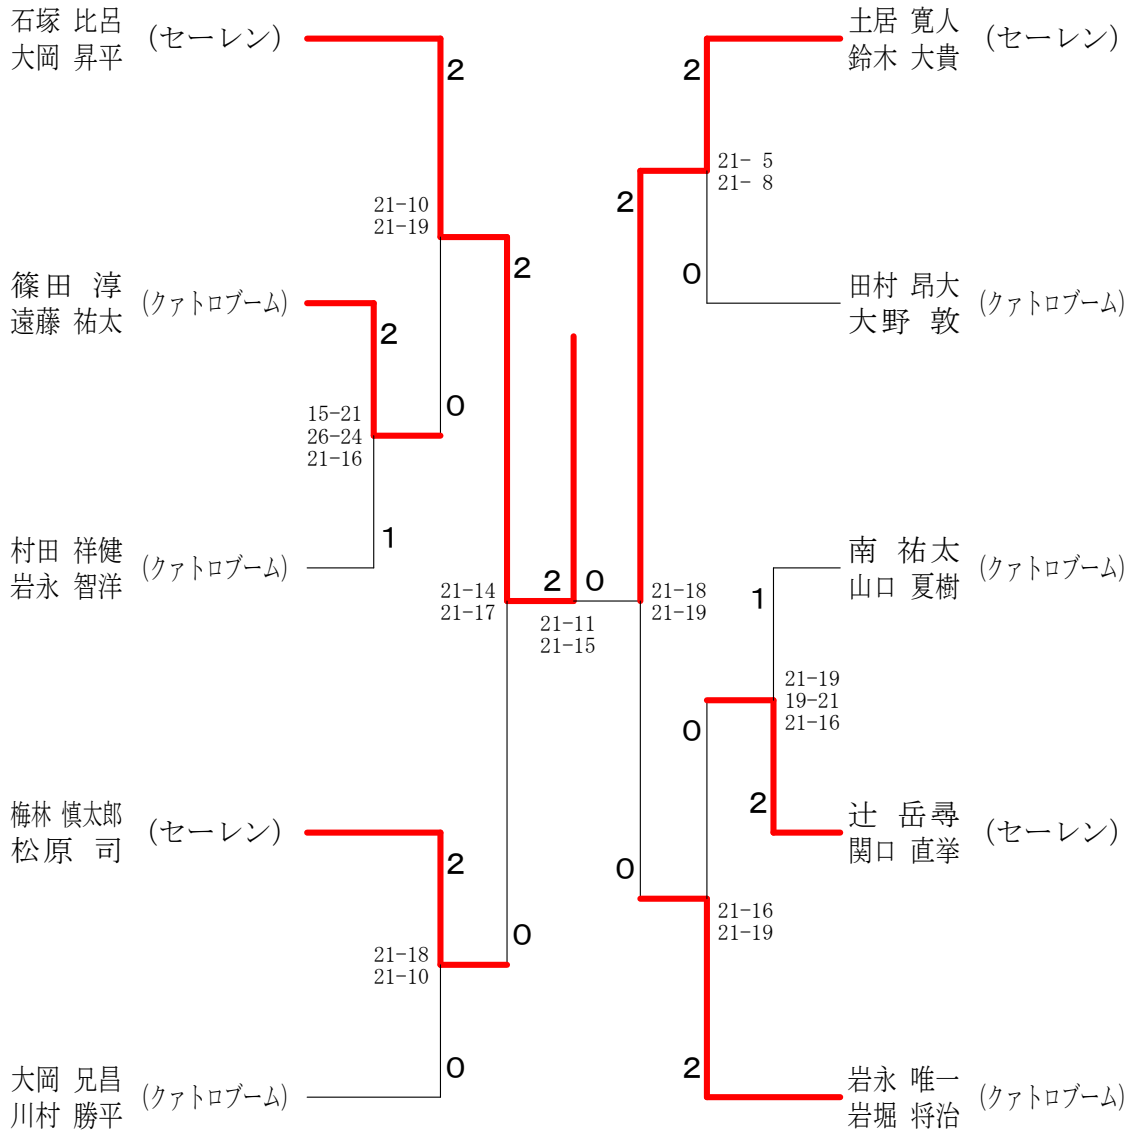 石塚 比呂
大岡 昇平
(セーレン)
2
21-10
21-19
篠田 淳
遠藤 祐太
(クァトロブーム)
2
0
15-21
26-24
21-16
村田 祥健
岩永 智洋
(クァトロブーム)
1
2
21-14
21-17
梅林 慎太郎
松原 司
(セーレン)
2
0
21-18
21-10
大岡 兄昌
川村 勝平
(クァトロブーム)
0
2
0
21-11
21-15
土居 寛人
鈴木 大貴
(セーレン)
2
21- 5
21- 8
2
0
田村 昂大
大野 敦
(クァトロブーム)
21-18
21-19
南 祐太
山口 夏樹
(クァトロブーム)
1
21-19
19-21
21-16
0
2
辻 岳尋
関口 直挙
(セーレン)
0
21-16
21-19
2
岩永 唯一
岩堀 将治
(クァトロブーム)